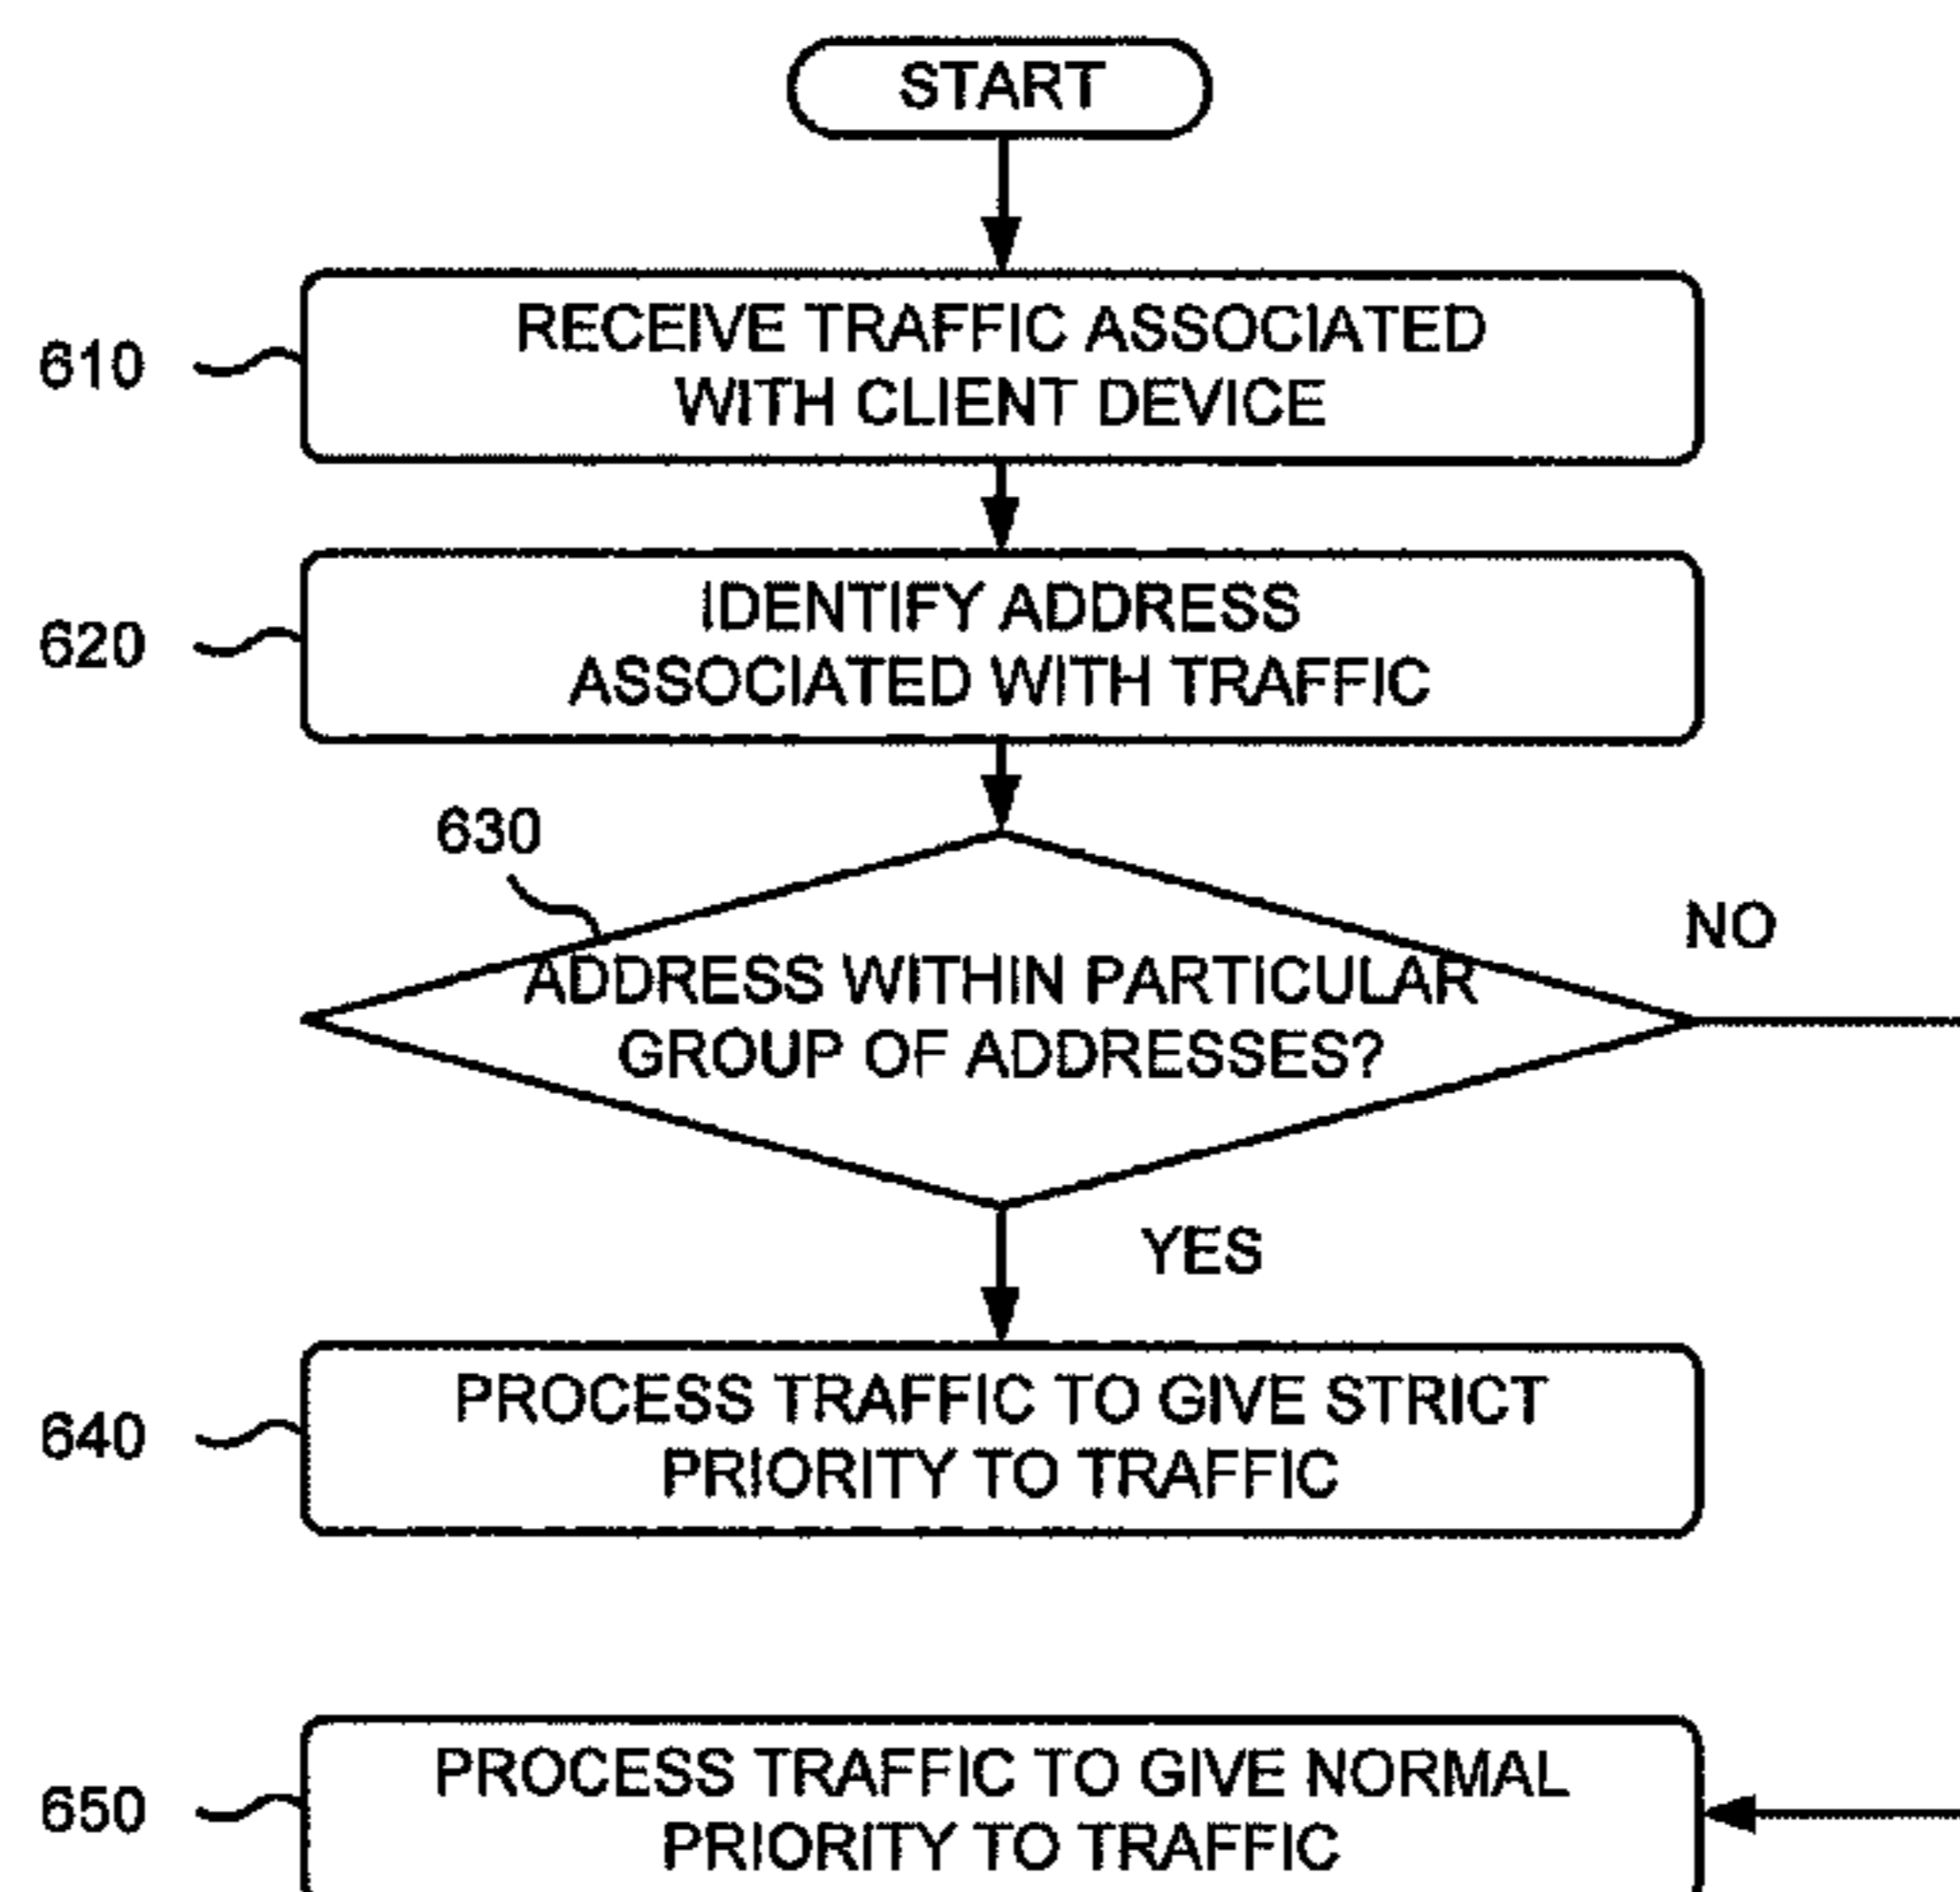 START
610
RECEIVE TRAFFIC ASSOCIATED
WITH CLIENT DEVICE
620
IDENTIFY ADDRESS
ASSOCIATED WITH TRAFFIC
630
ADDRESS WITHIN PARTICULAR
GROUP OF ADDRESSES?
NO
YES
640
PROCESS TRAFFIC TO GIVE STRICT
PRIORITY TO TRAFFIC
650
PROCESS TRAFFIC TO GIVE NORMAL
PRIORITY TO TRAFFIC